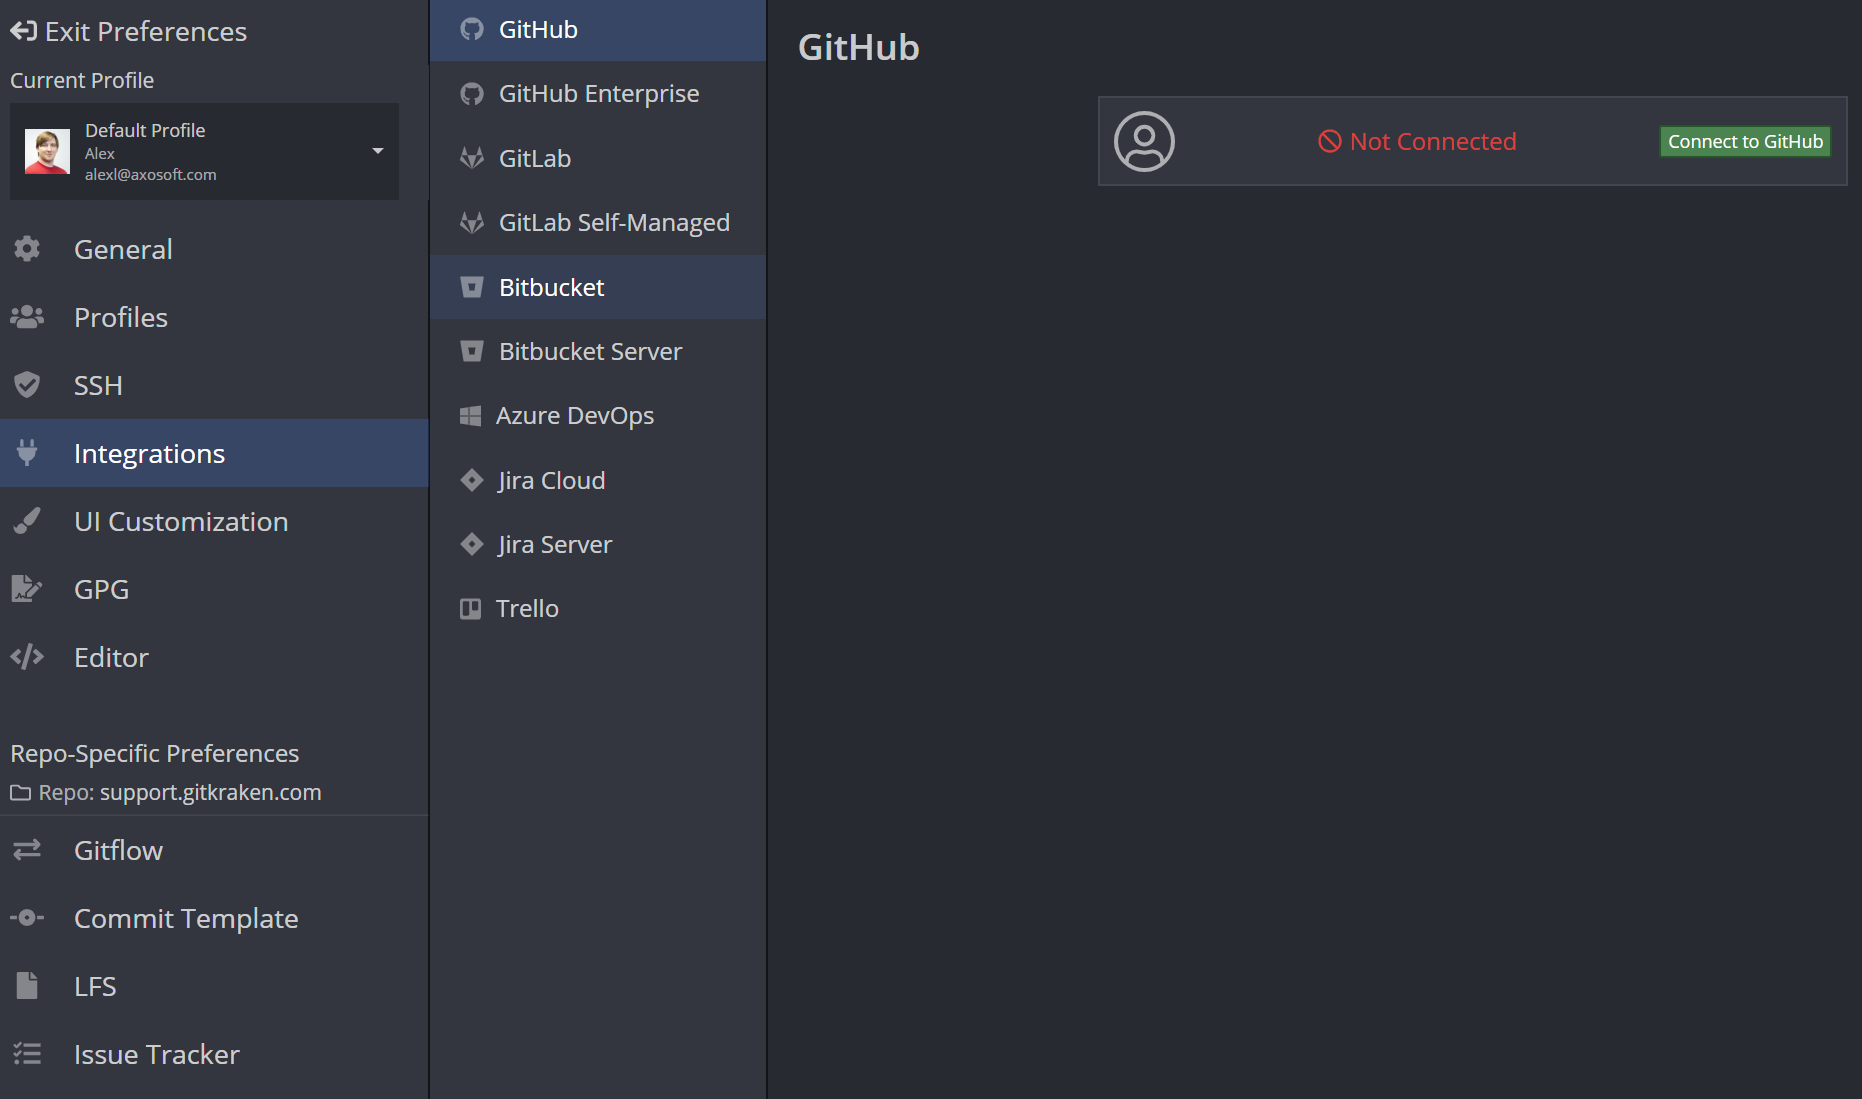 Exit Preferences
Current Profile
Default Profile
Alex
alexl@axosoft.com
General
Profiles
SSH
Integrations
UI Customization
GPG
Editor
Repo-Specific Preferences
Repo: support.gitkraken.com
Gitflow
Commit Template
LFS
Issue Tracker
GitHub
GitHub Enterprise
GitLab
GitLab Self-Managed
Bitbucket
Bitbucket Server
Azure DevOps
Jira Cloud
Jira Server
Trello
GitHub
Not Connected
Connect to GitHub